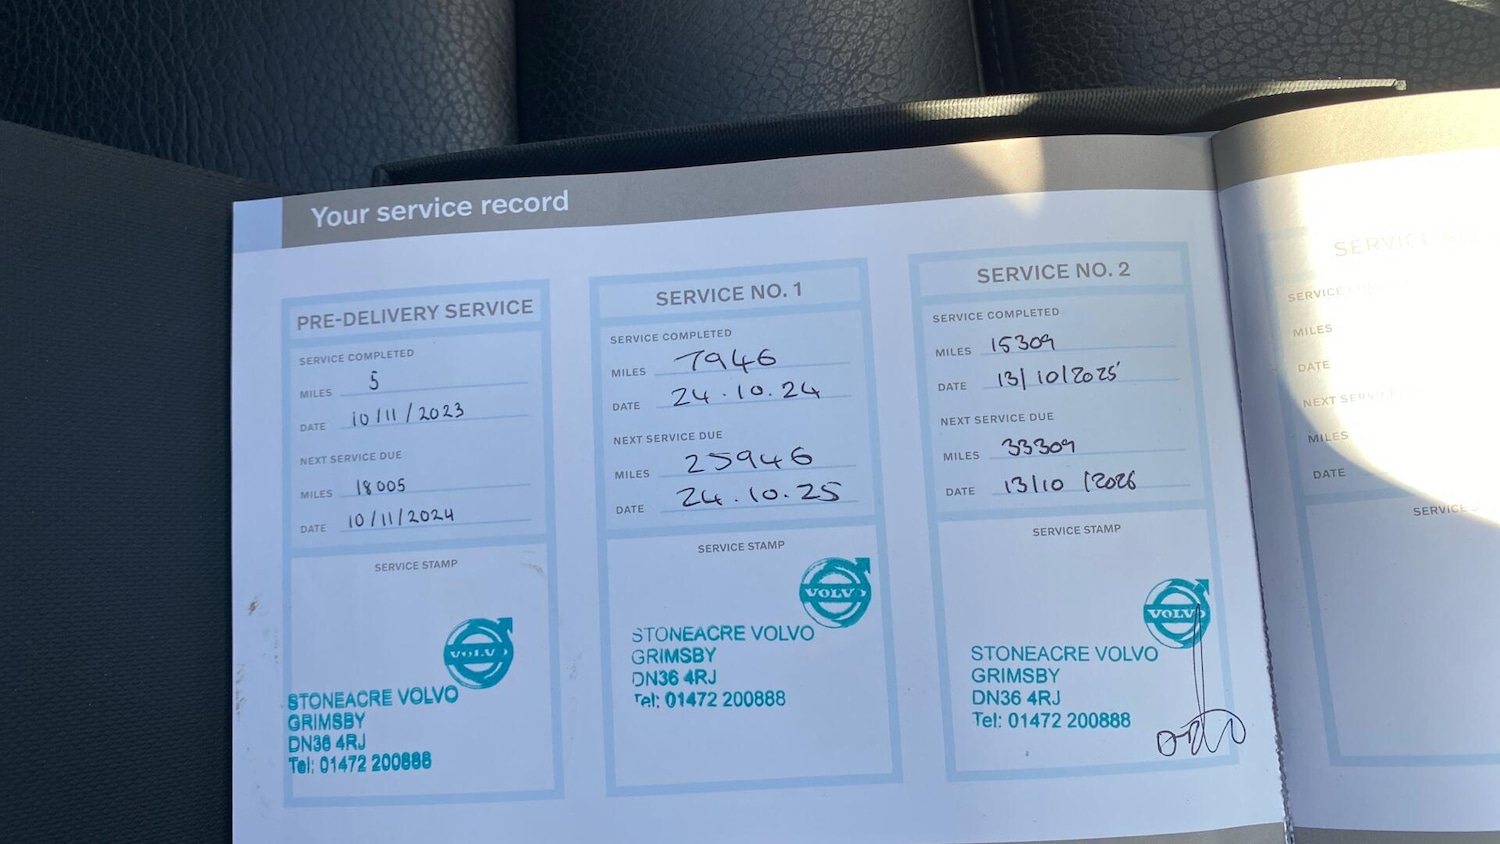 Your service record
PRE-DELIVERY SERVICE
SERVICE COMPLETED
MILES 5
DATE 10/11/2023
NEXT SERVICE DUE
MILES 18005
DATE 10/11/2024
SERVICE STAMP
VOLVO
STONEACRE VOLVO
GRIMSBY
DN36 4RJ
Tel: 01472 200888
SERVICE NO. 1
SERVICE COMPLETED
MILES 7946
DATE 24.10.24
NEXT SERVICE DUE
MILES 25946
DATE 24.10.25
SERVICE STAMP
VOLVO
STONEACRE VOLVO
GRIMSBY
DN36 4RJ
Tel: 01472 200888
SERVICE NO. 2
SERVICE COMPLETED
MILES 15309
DATE 13/10/2025
NEXT SERVICE DUE
MILES 33309
DATE 13/10/2026
SERVICE STAMP
VOLVO
STONEACRE VOLVO
GRIMSBY
DN36 4RJ
Tel: 01472 200888
SERVICE
SERVICE
MILES
DATE
NEXT SERVICE
MILES
DATE
SERVICE